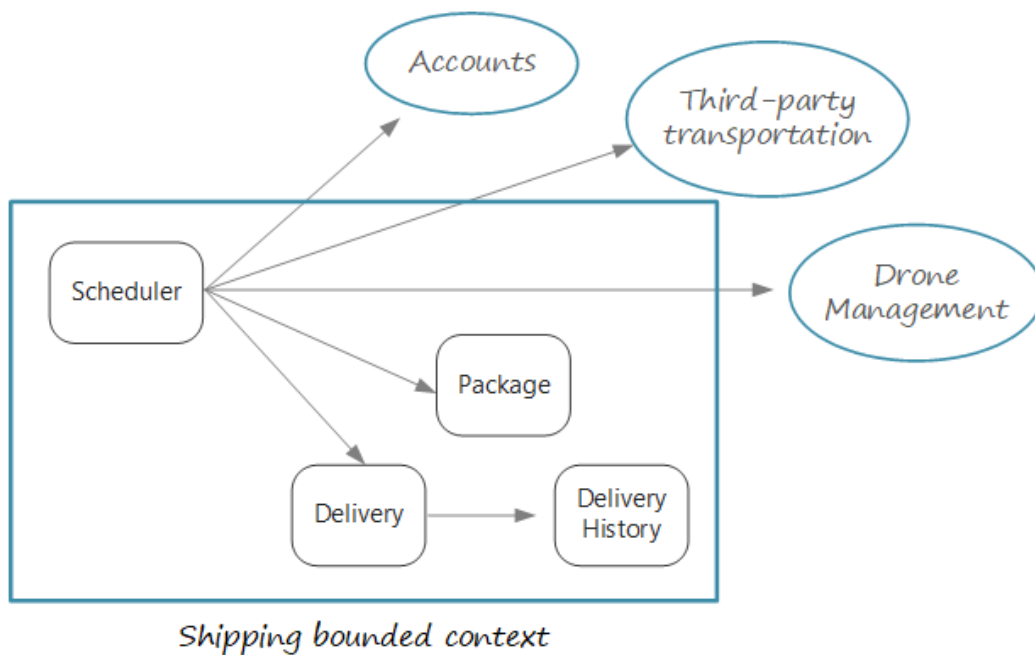 Accounts
Third-party
transportation
Scheduler
Drone
Management
Package
Delivery
Delivery
History
Shipping bounded context